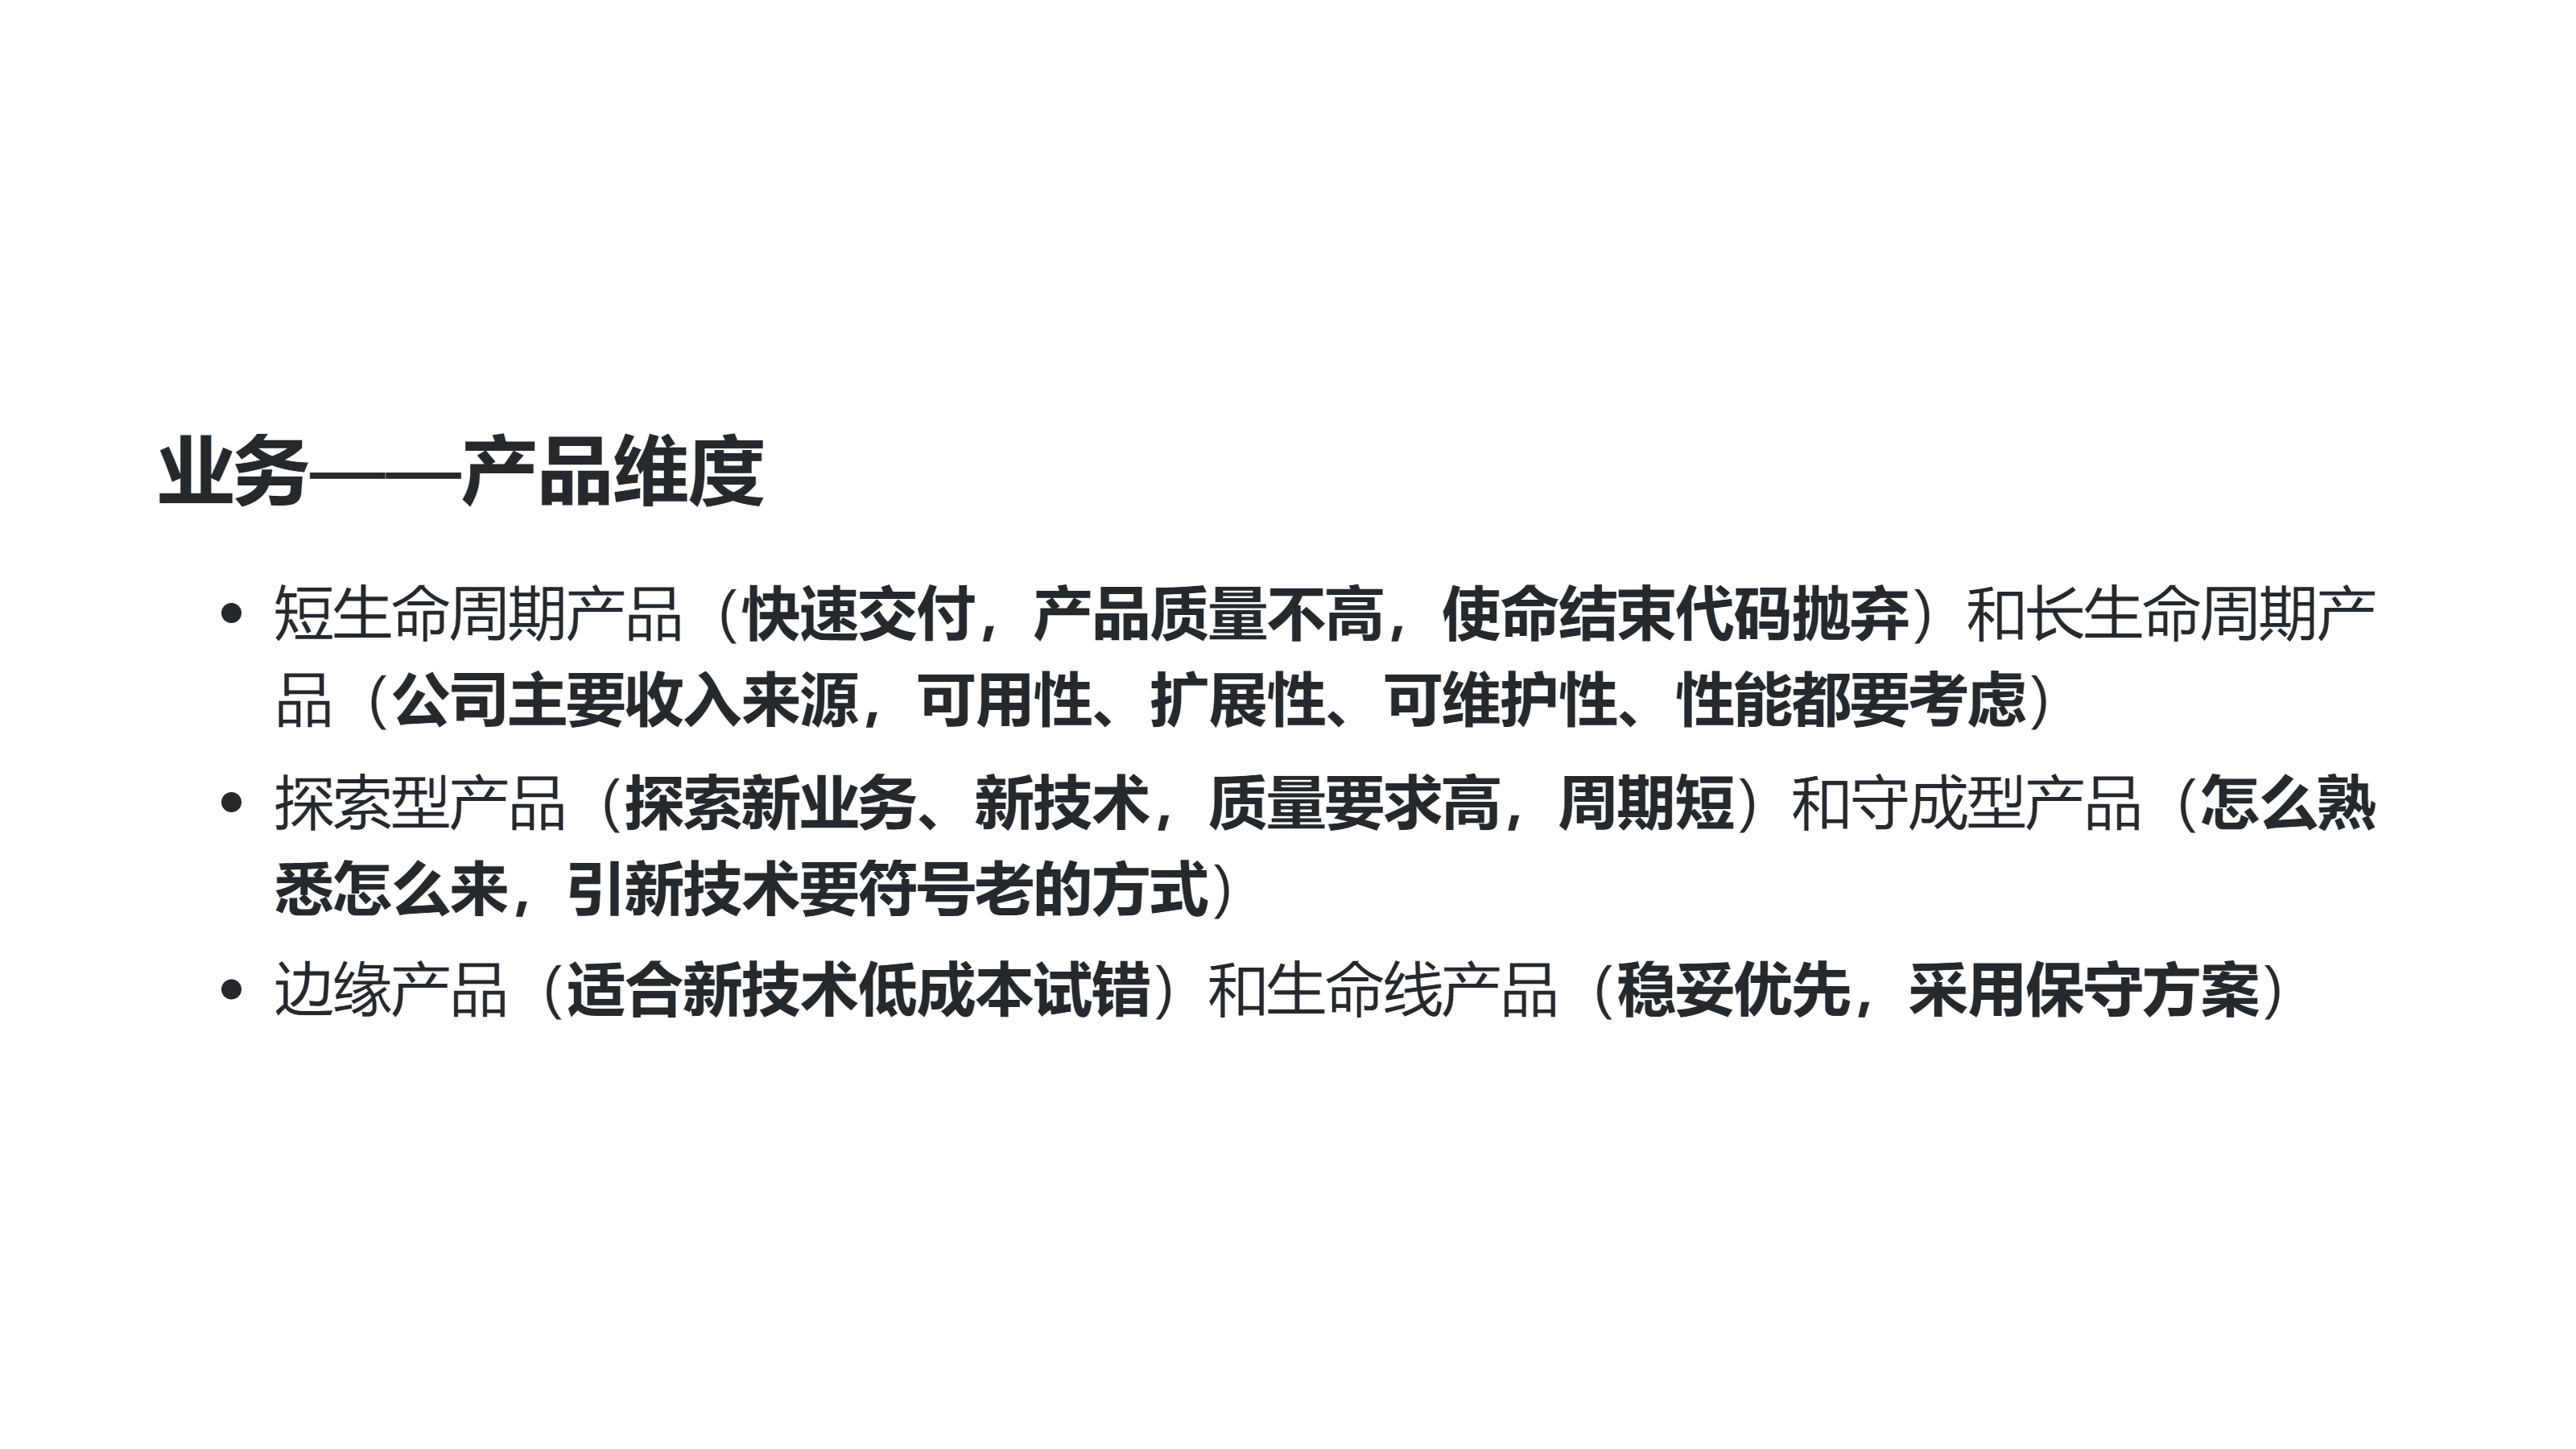 业务——产品维度
短生命周期产品（快速交付，产品质量不高，使命结束代码抛弃）和长生命周期产
品（公司主要收入来源，可用性、扩展性、可维护性、性能都要考虑）
探索型产品（探索新业务、新技术，质量要求高，周期短）和守成型产品（怎么熟
悉怎么来，引新技术要符号老的方式）
边缘产品（适合新技术低成本试错）和生命线产品（稳妥优先，采用保守方案）